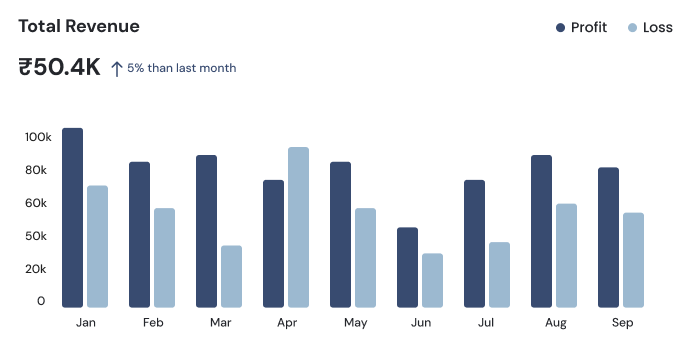 Total Revenue
Profit Loss
₹50.4K ↑ 5% than last month
100k
80k
60k
50k
20k
0
Jan Feb Mar Apr May Jun Jul Aug Sep